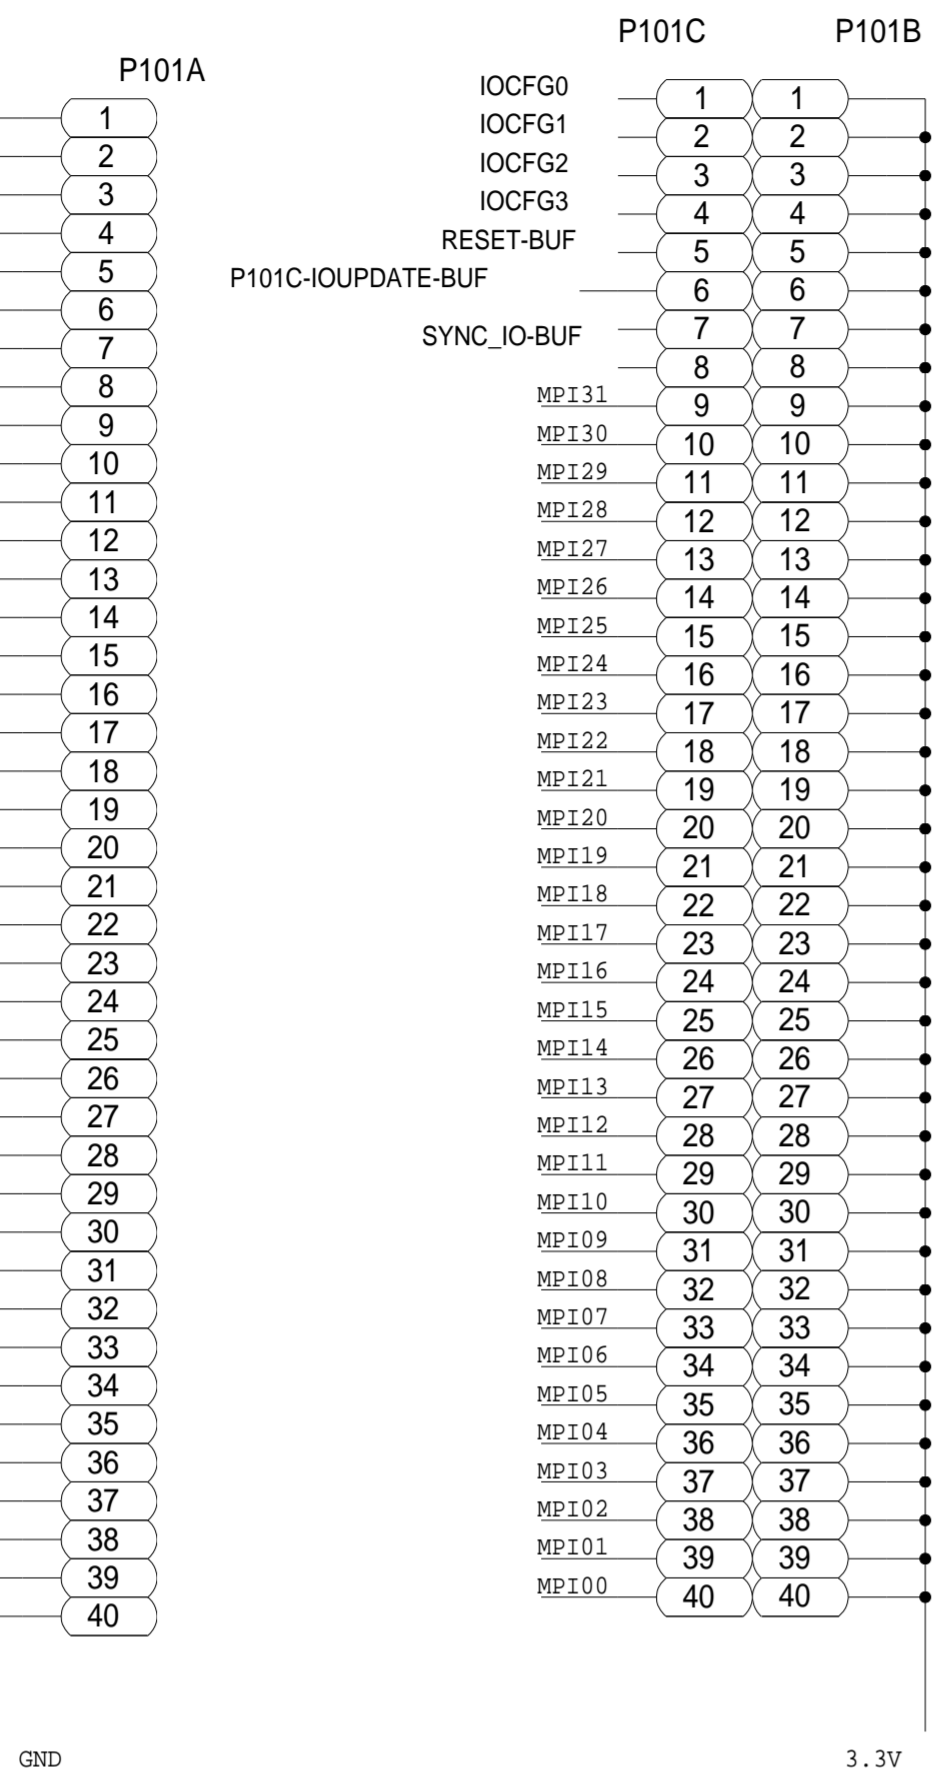 P101C P101B
P101A
IOCFG0 1 1
1
IOCFG1 2 2
2
IOCFG2 3 3
3
IOCFG3 4 4
4
RESET-BUF 5 5
5
P101C-IOUPDATE-BUF 6 6
6
SYNC_IO-BUF 7 7
7
8 8
8
MPI31 9 9
9
MPI30 10 10
10
MPI29 11 11
11
MPI28 12 12
12
MPI27 13 13
13
MPI26 14 14
14
MPI25 15 15
15
MPI24 16 16
16
MPI23 17 17
17
MPI22 18 18
18
MPI21 19 19
19
MPI20 20 20
20
MPI19 21 21
21
MPI18 22 22
22
MPI17 23 23
23
MPI16 24 24
24
MPI15 25 25
25
MPI14 26 26
26
MPI13 27 27
27
MPI12 28 28
28
MPI11 29 29
29
MPI10 30 30
30
MPI09 31 31
31
MPI08 32 32
32
MPI07 33 33
33
MPI06 34 34
34
MPI05 35 35
35
MPI04 36 36
36
MPI03 37 37
37
MPI02 38 38
38
MPI01 39 39
39
MPI00 40 40
40
GND 3.3V